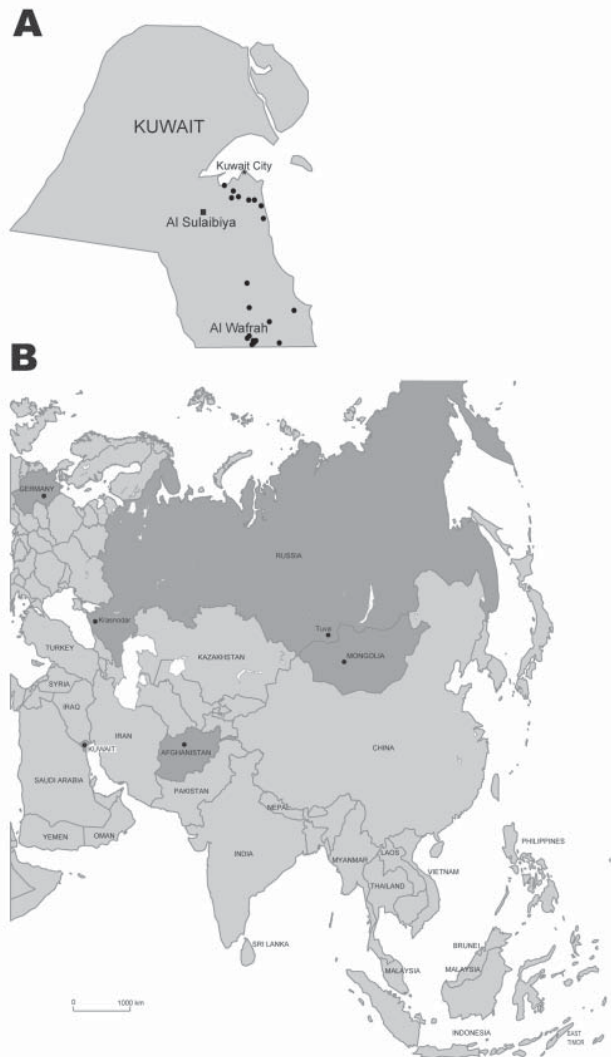 A
KUWAIT
Kuwait City
Al Sulaibiya
Al Wafrah
B
GERMANY
RUSSIA
Krasnodar
Tuva
TURKEY
KAZAKHSTAN
MONGOLIA
SYRIA
IRAQ
IRAN
KUWAIT
AFGHANISTAN
CHINA
SAUDI ARABIA
PAKISTAN
NEPAL
YEMEN
OMAN
INDIA
MYANMAR
LAOS
PHILIPPINES
VIETNAM
THAILAND
SRI LANKA
BRUNEI
MALAYSIA
MALAYSIA
0 1000 km
INDONESIA
EAST
TIMOR